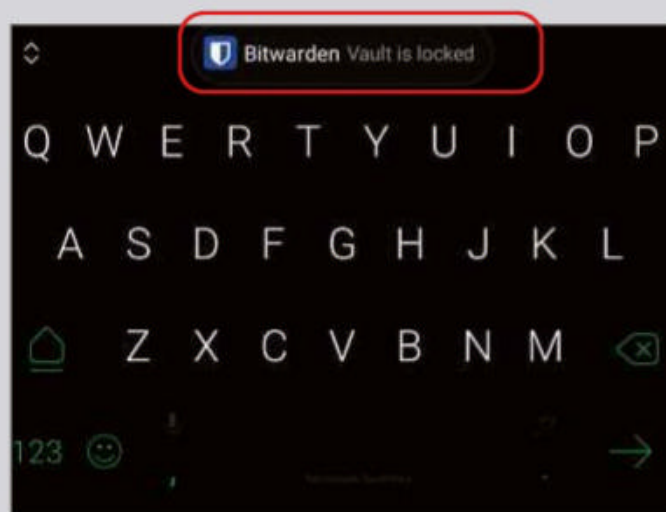 Bitwarden Vault is locked
Q W E R T Y U I O P
A S D F G H J K L
Z X C V B N M
123 , .